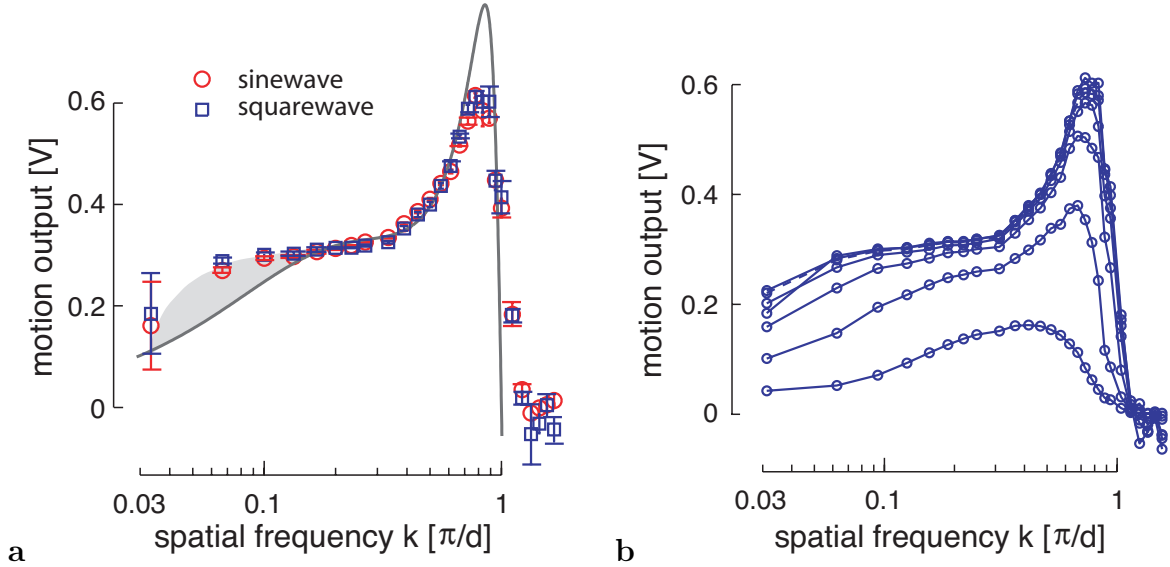 sinewave
squarewave
motion output [V]
0.6
0.4
0.2
0
0.03
0.1
1
spatial frequency k [π/d]
a
motion output [V]
0.6
0.4
0.2
0
0.03
0.1
1
spatial frequency k [π/d]
b